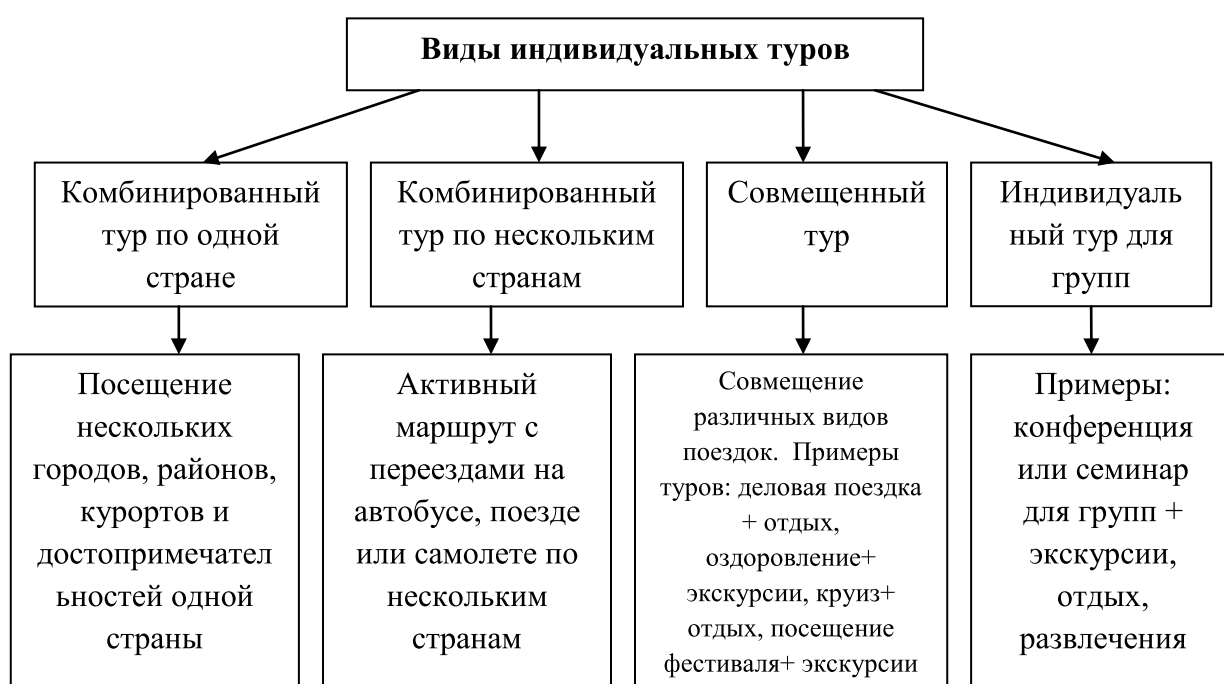 Виды индивидуальных туров
Комбинированный
тур по одной
стране
Комбинированный
тур по нескольким
странам
Совмещенный
тур
Индивидуаль
ный тур для
групп
Посещение
нескольких
городов, районов,
курортов и
достопримечател
ьностей одной
страны
Активный
маршрут с
переездами на
автобусе, поезде
или самолете по
нескольким
странам
Совмещение
различных видов
поездок. Примеры
туров: деловая поездка
+ отдых,
оздоровление+
экскурсии, круиз+
отдых, посещение
фестиваля+ экскурсии
Примеры:
конференция
или семинар
для групп +
экскурсии,
отдых,
развлечения